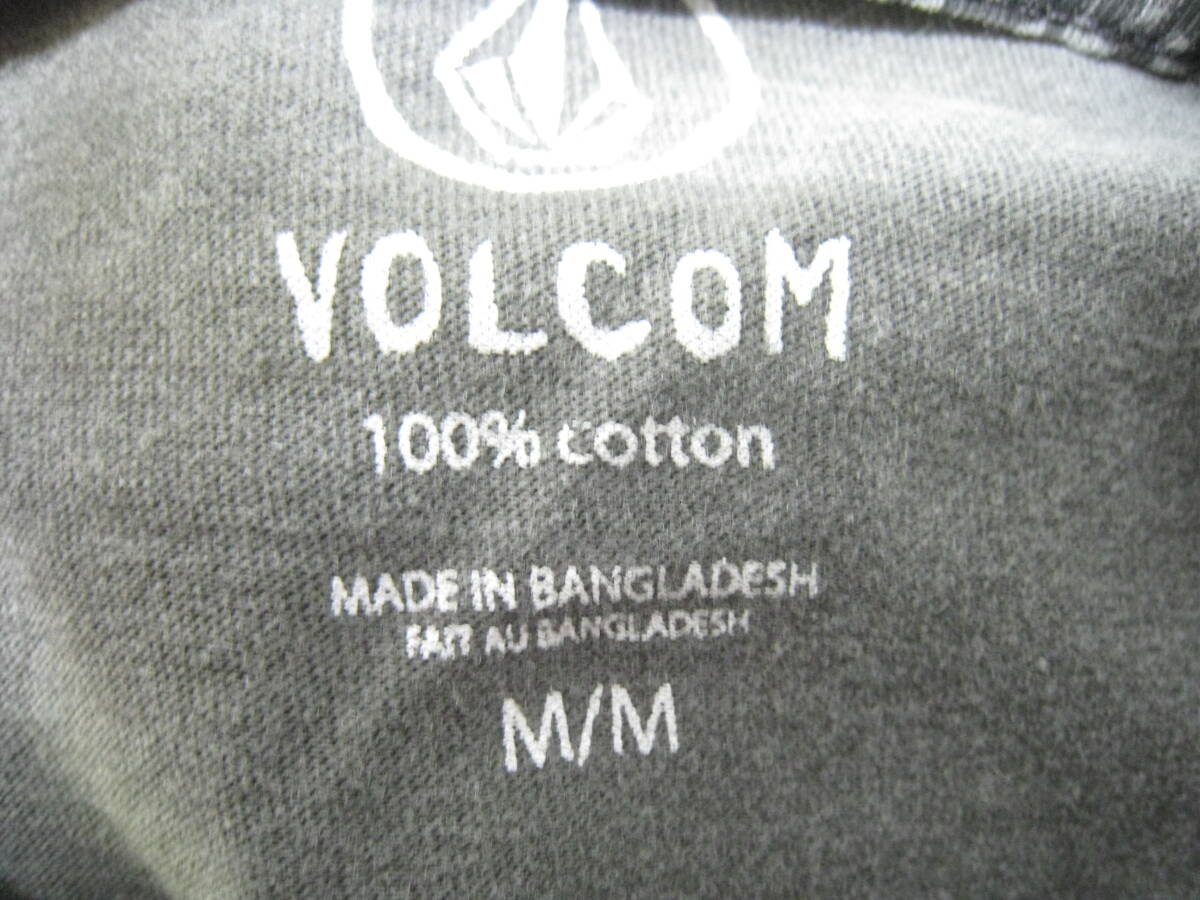 VOLCOM
100% cotton
MADE IN BANGLADESH
FAIT AU BANGLADESH
M/M